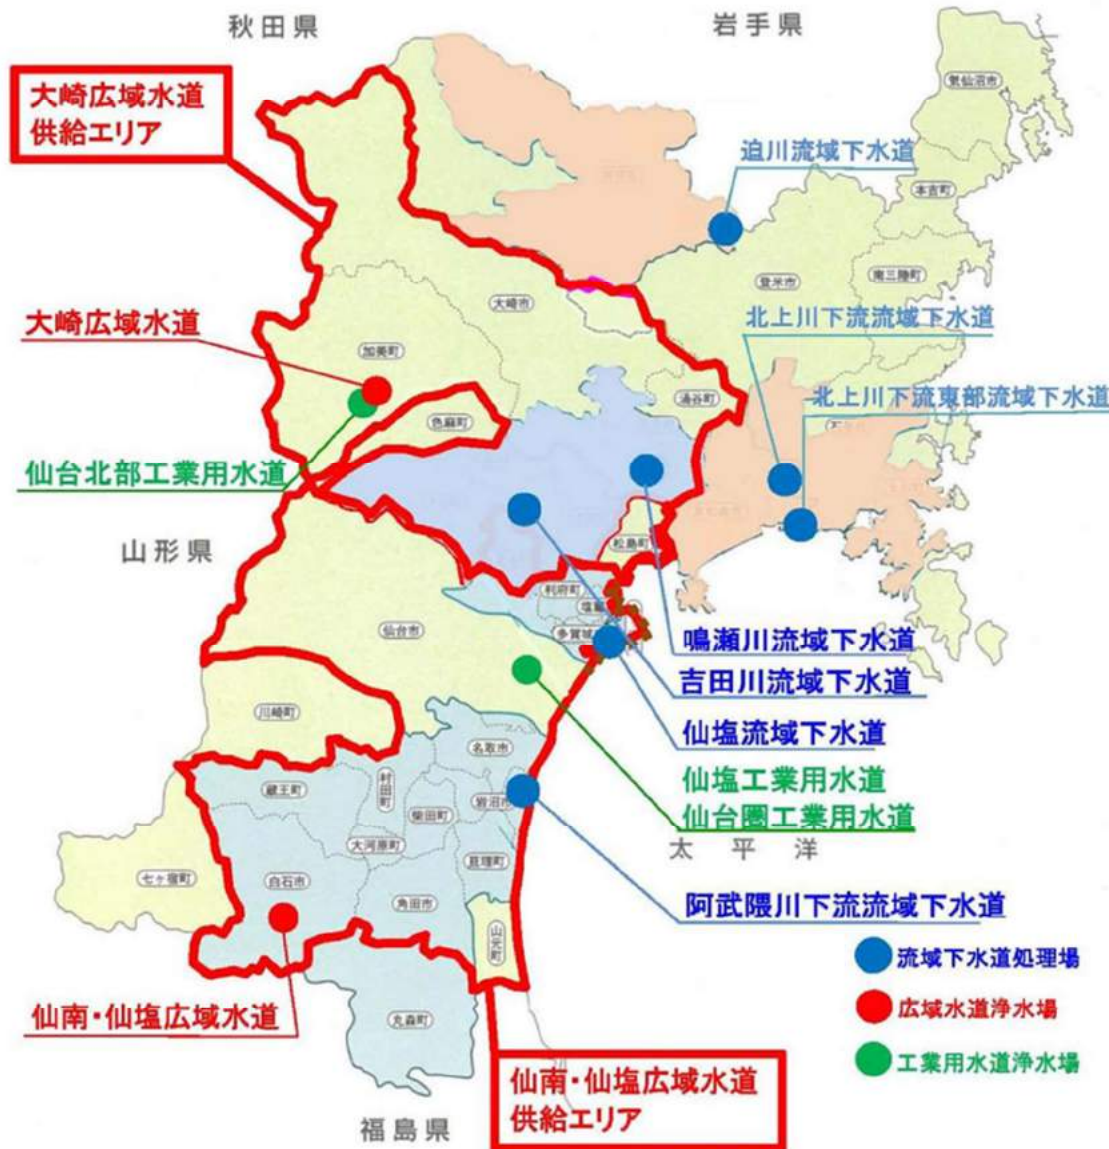 秋田県
岩手県
大崎広域水道
供給エリア
気仙沼市
迫川流域下水道
本吉町
南三陸町
登米市
大崎市
大崎広域水道
北上川下流流域下水道
加美町
涌谷町
北上川下流東部流域下水道
色麻町
仙台北部工業用水道
山形県
松島町
利府町
仙台市
多賀城
鳴瀬川流域下水道
吉田川流域下水道
川崎町
仙塩流域下水道
名取市
仙塩工業用水道
蔵王町
村田町
柴田町
岩沼市
仙台圏工業用水道
大河原町
太平洋
亘理町
七ヶ宿町
白石市
角田市
阿武隈川下流流域下水道
山元町
流域下水道処理場
仙南・仙塩広域水道
広域水道浄水場
丸森町
工業用水道浄水場
仙南・仙塩広域水道
供給エリア
福島県